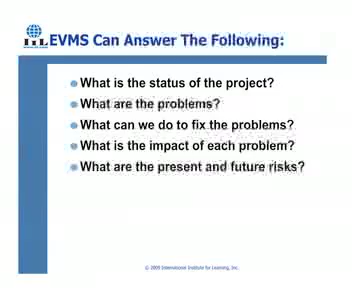 IIL
EVMS Can Answer The Following:
What is the status of the project?
What are the problems?
What can we do to fix the problems?
What is the impact of each problem?
What are the present and future risks?
© 2009 International Institute for Learning, Inc.